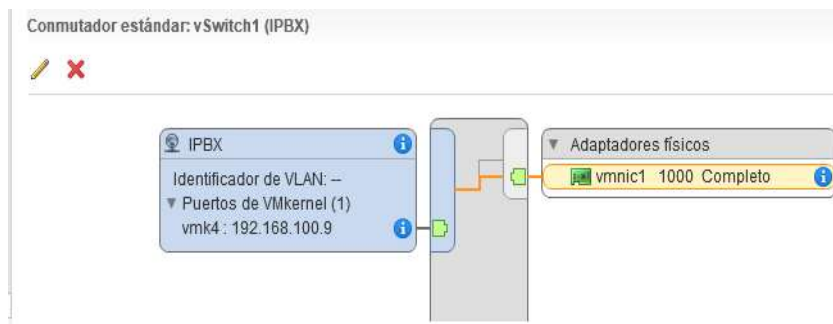 Conmutador estándar: vSwitch1 (IPBX)
IPBX
Identificador de VLAN: --
Puertos de VMkernel (1)
vmk4 : 192.168.100.9
Adaptadores físicos
vmnic1 1000 Completo